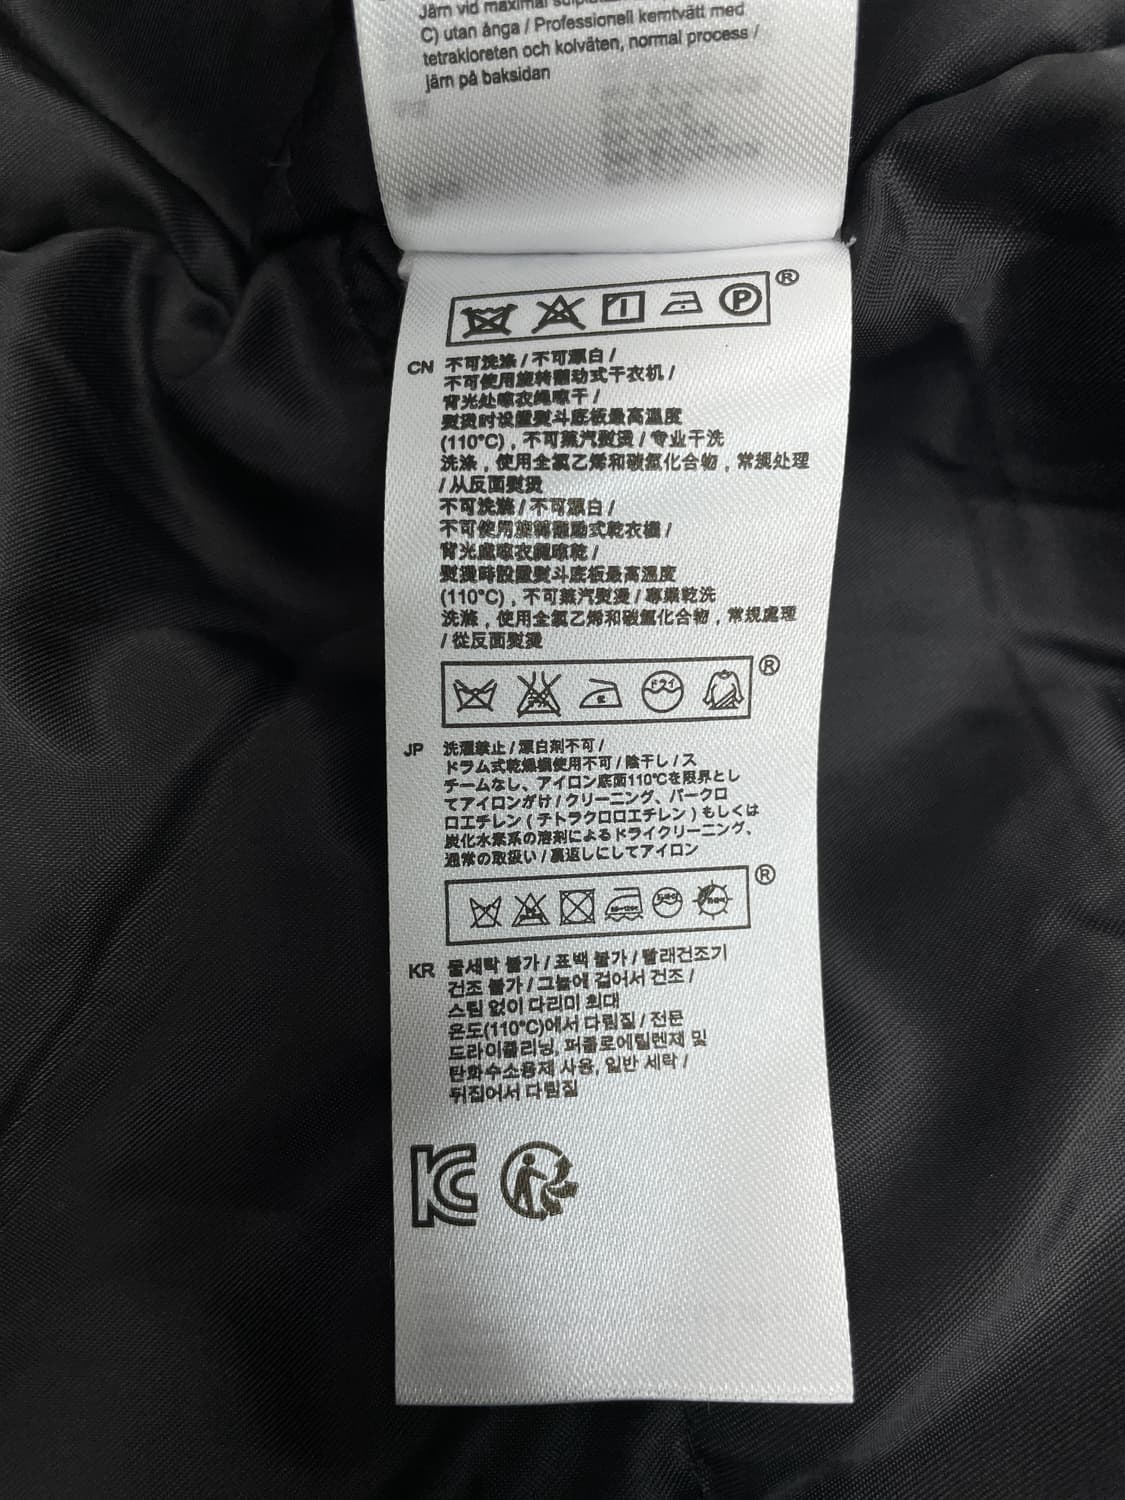 Järn vid maximal
C) utan ånga / Professionell kemtvätt med
tetrakloreten och kolväten, normal process /
järn på baksidan
®
P
CN 不可洗涤 / 不可漂白 /
不可使用旋转翻动式干衣机 /
背光处晾衣绳晾干 /
熨烫时设置熨斗底板最高温度
(110°C) , 不可蒸汽熨烫 / 专业干洗
洗涤 , 使用全氯乙烯和碳氢化合物 , 常规处理
/ 从反面熨烫
不可洗滌 / 不可漂白 /
不可使用旋轉翻動式乾衣機 /
背光處晾衣繩晾乾 /
熨燙時設置熨斗底板最高溫度
(110°C) , 不可蒸汽熨燙 / 專業乾洗
洗滌 , 使用全氯乙烯和碳氫化合物 , 常規處理
/ 從反面熨燙
ドライ ®
JP 洗濯禁止 / 漂白剤不可 /
ドラム式乾燥機使用不可 / 陰干し / ス
チームなし、アイロン底面110℃を限界とし
てアイロンがけ / クリーニング、パークロ
ロエチレン ( テトラクロロエチレン ) もしくは
炭化水素系の溶剤によるドライクリーニング、
通常の取扱い / 裏返しにしてアイロン
®
KR 물세탁 불가 / 표백 불가 / 빨래건조기
건조 불가 / 그늘에 걸어서 건조 /
스팀 없이 다리미 최대
온도(110°C)에서 다림질 / 전문
드라이클리닝, 퍼클로에틸렌제 및
탄화수소용제 사용, 일반 세탁 /
뒤집어서 다림질
KC